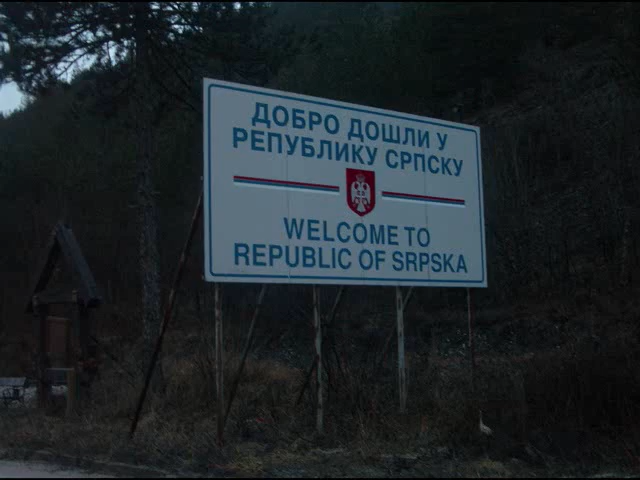 ДОБРО ДОШЛИ У
РЕПУБЛИКУ СРПСКУ
WELCOME TO
REPUBLIC OF SRPSKA